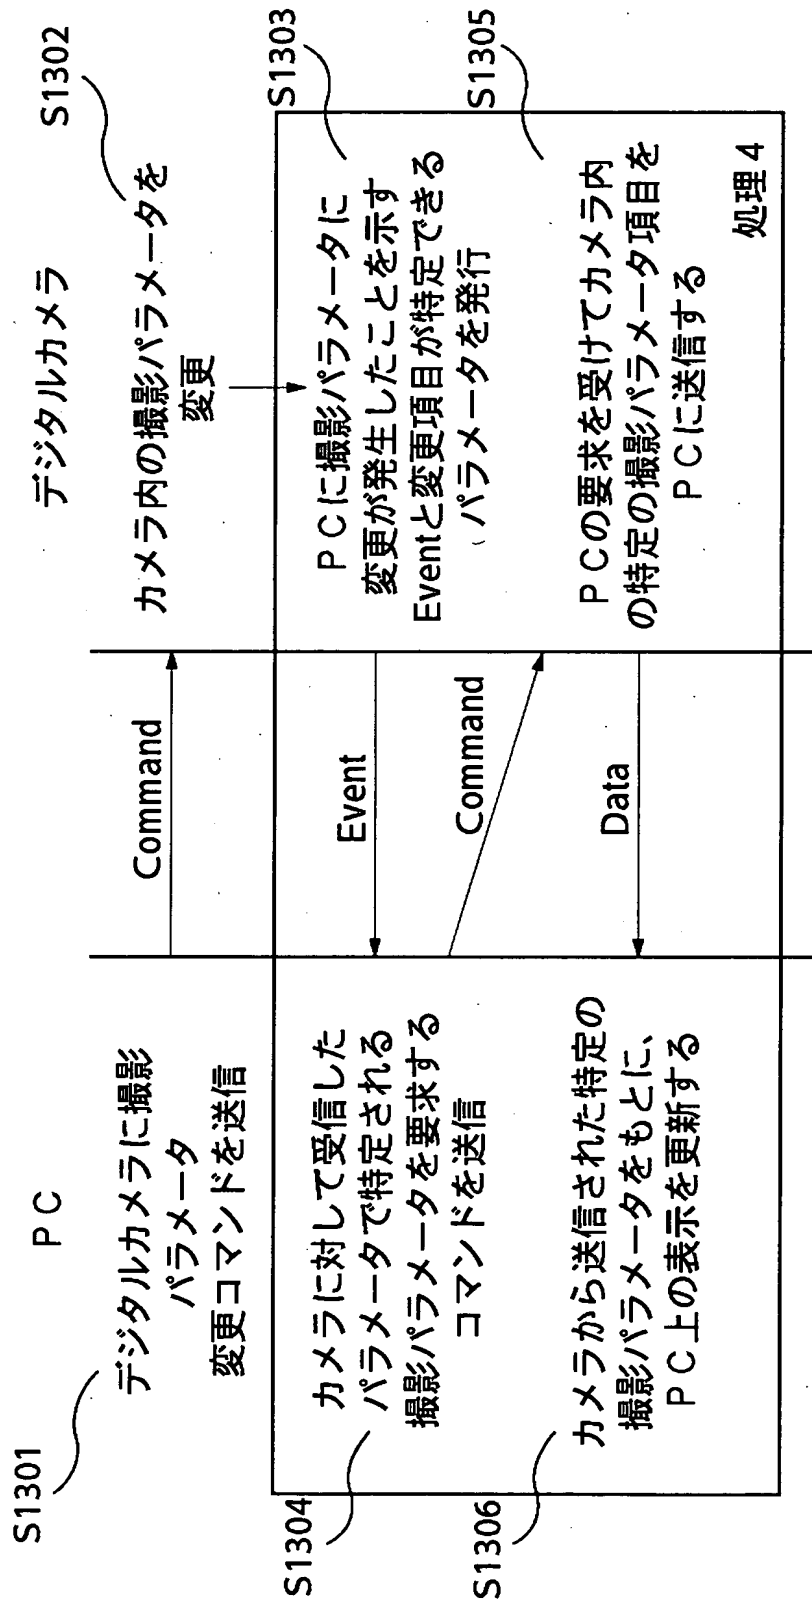 PC
デジタルカメラ
S1301
デジタルカメラに撮影
パラメータ
変更コマンドを送信
Command
S1302
カメラ内の撮影パラメータを
変更
S1303
PCに撮影パラメータに
変更が発生したことを示す
Eventと変更項目が特定できる
パラメータを発行
Event
S1304
カメラに対して受信した
パラメータで特定される
撮影パラメータを要求する
コマンドを送信
Command
S1305
PCの要求を受けてカメラ内
の特定の撮影パラメータ項目を
PCに送信する
Data
S1306
カメラから送信された特定の
撮影パラメータをもとに、
PC上の表示を更新する
処理4